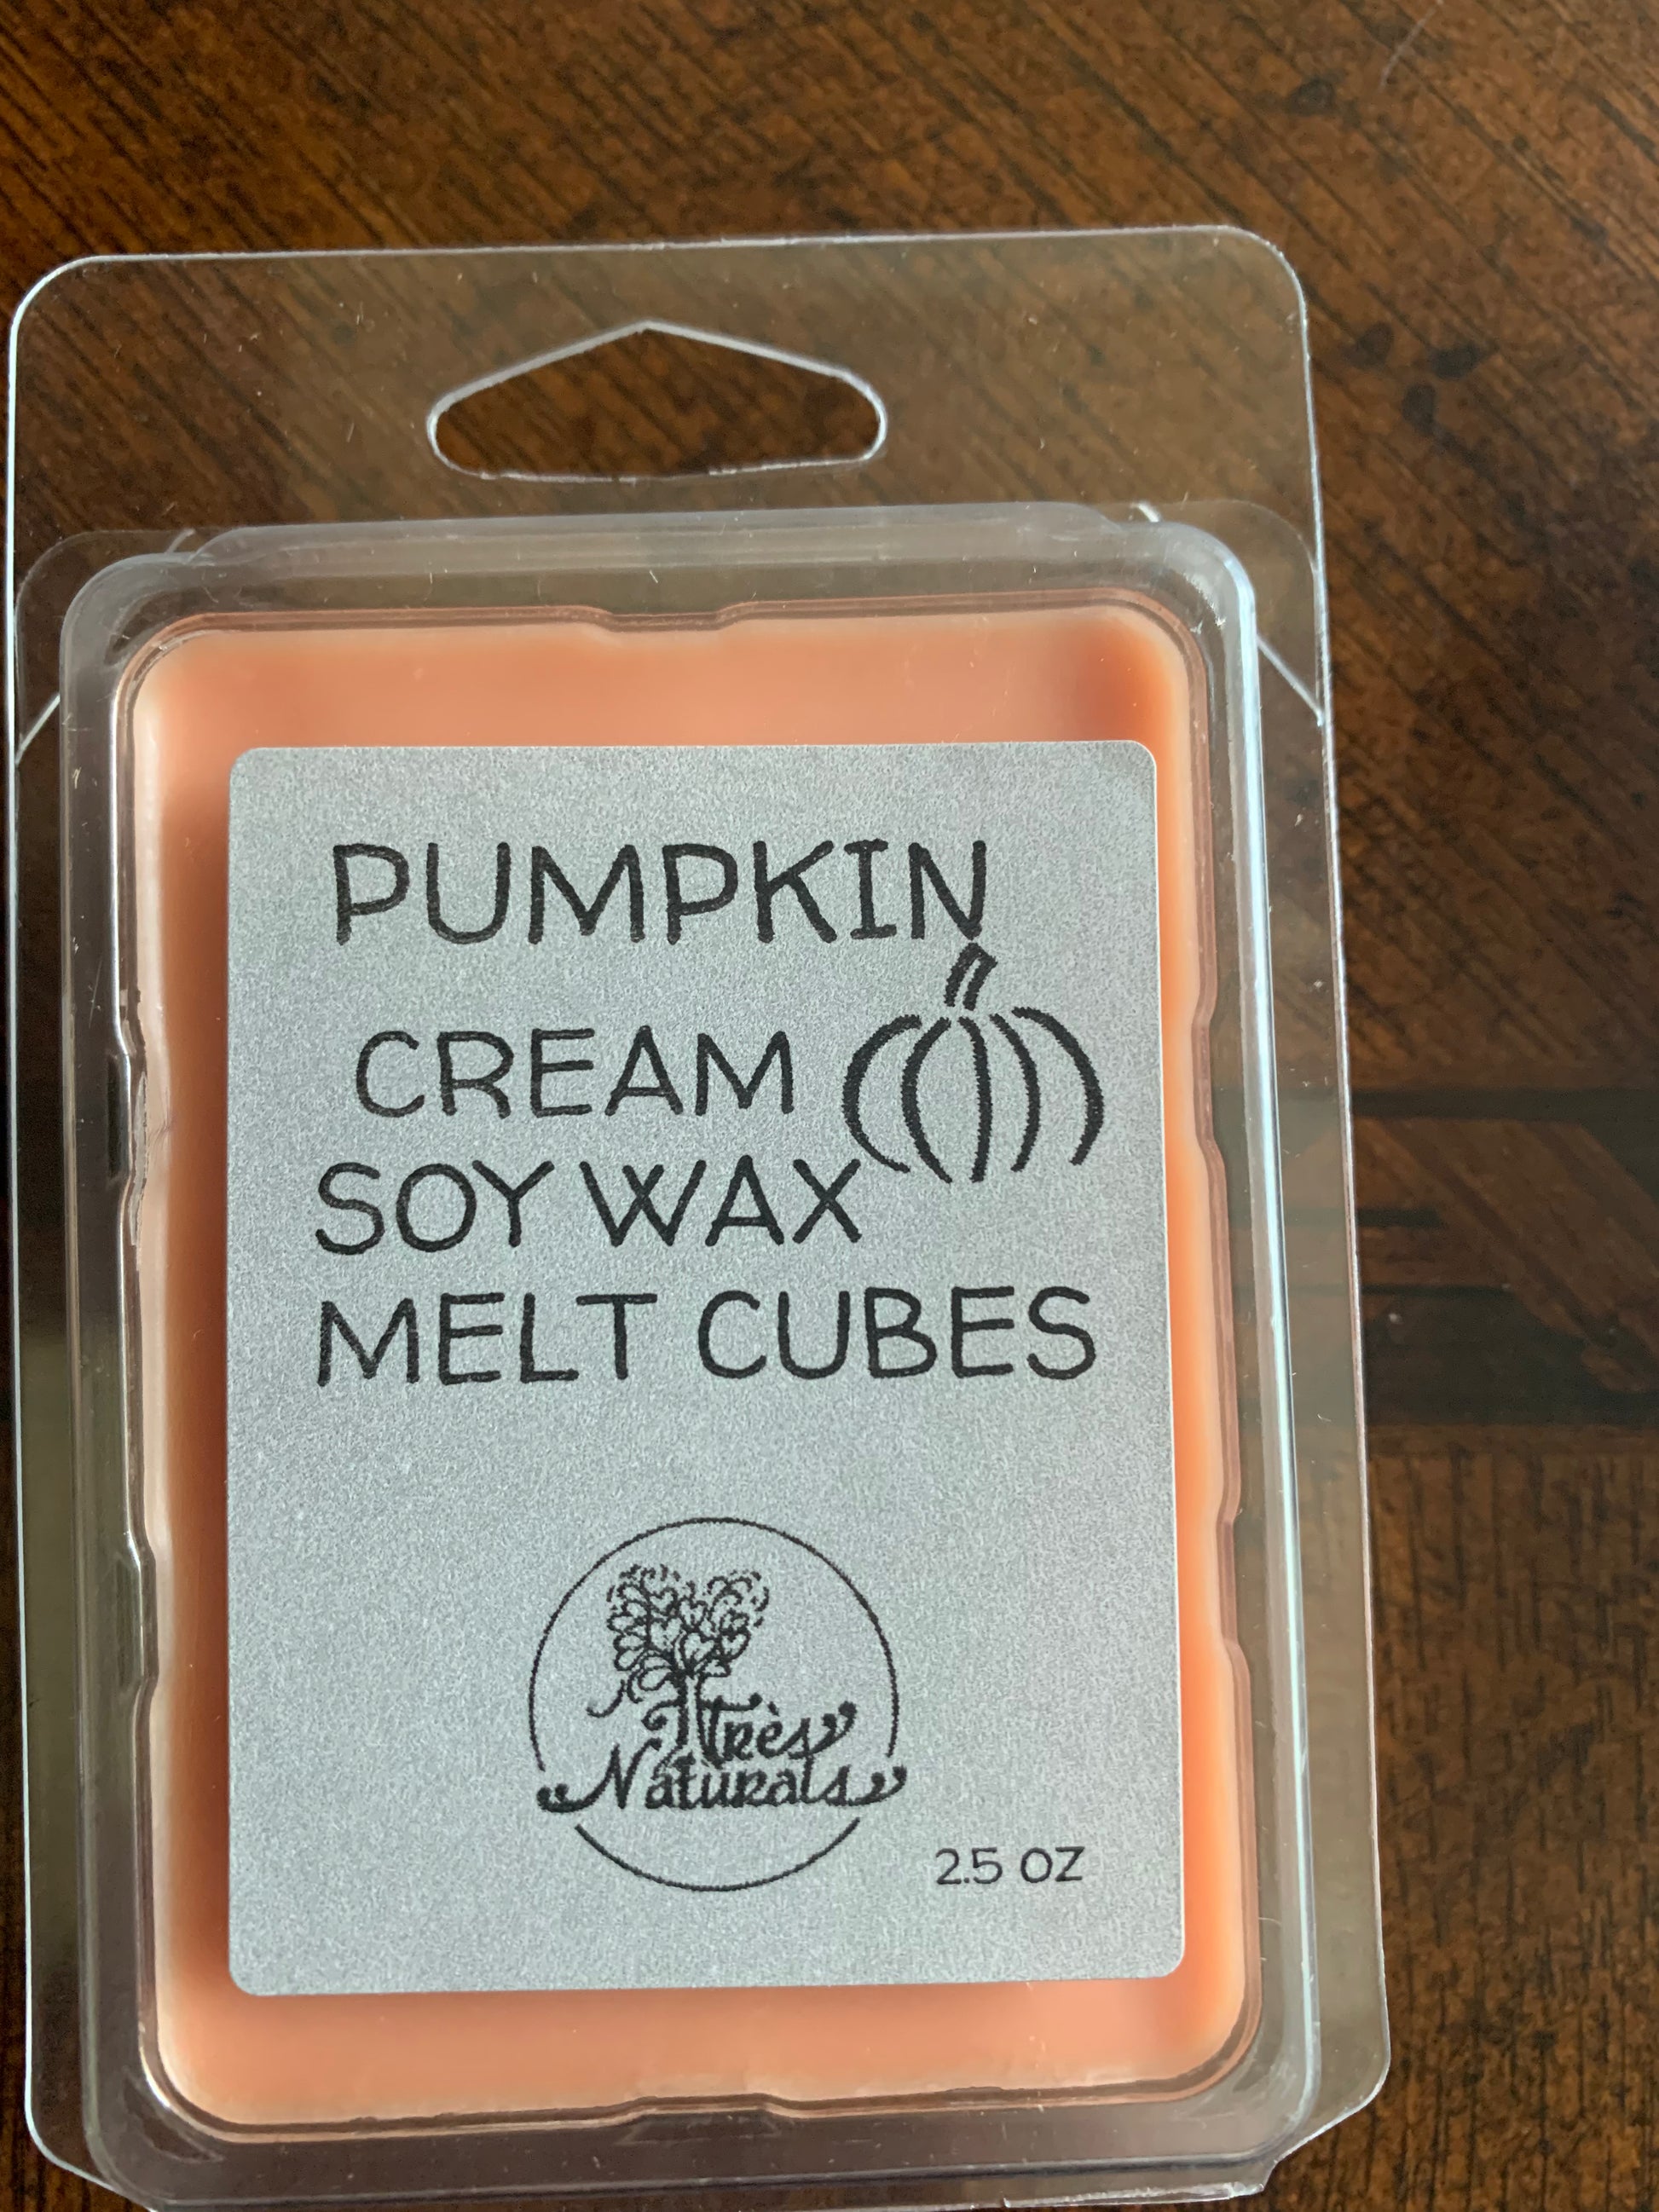 PUMPKIN
CREAM
SOY WAX
MELT CUBES
Très
Naturals
2.5 OZ